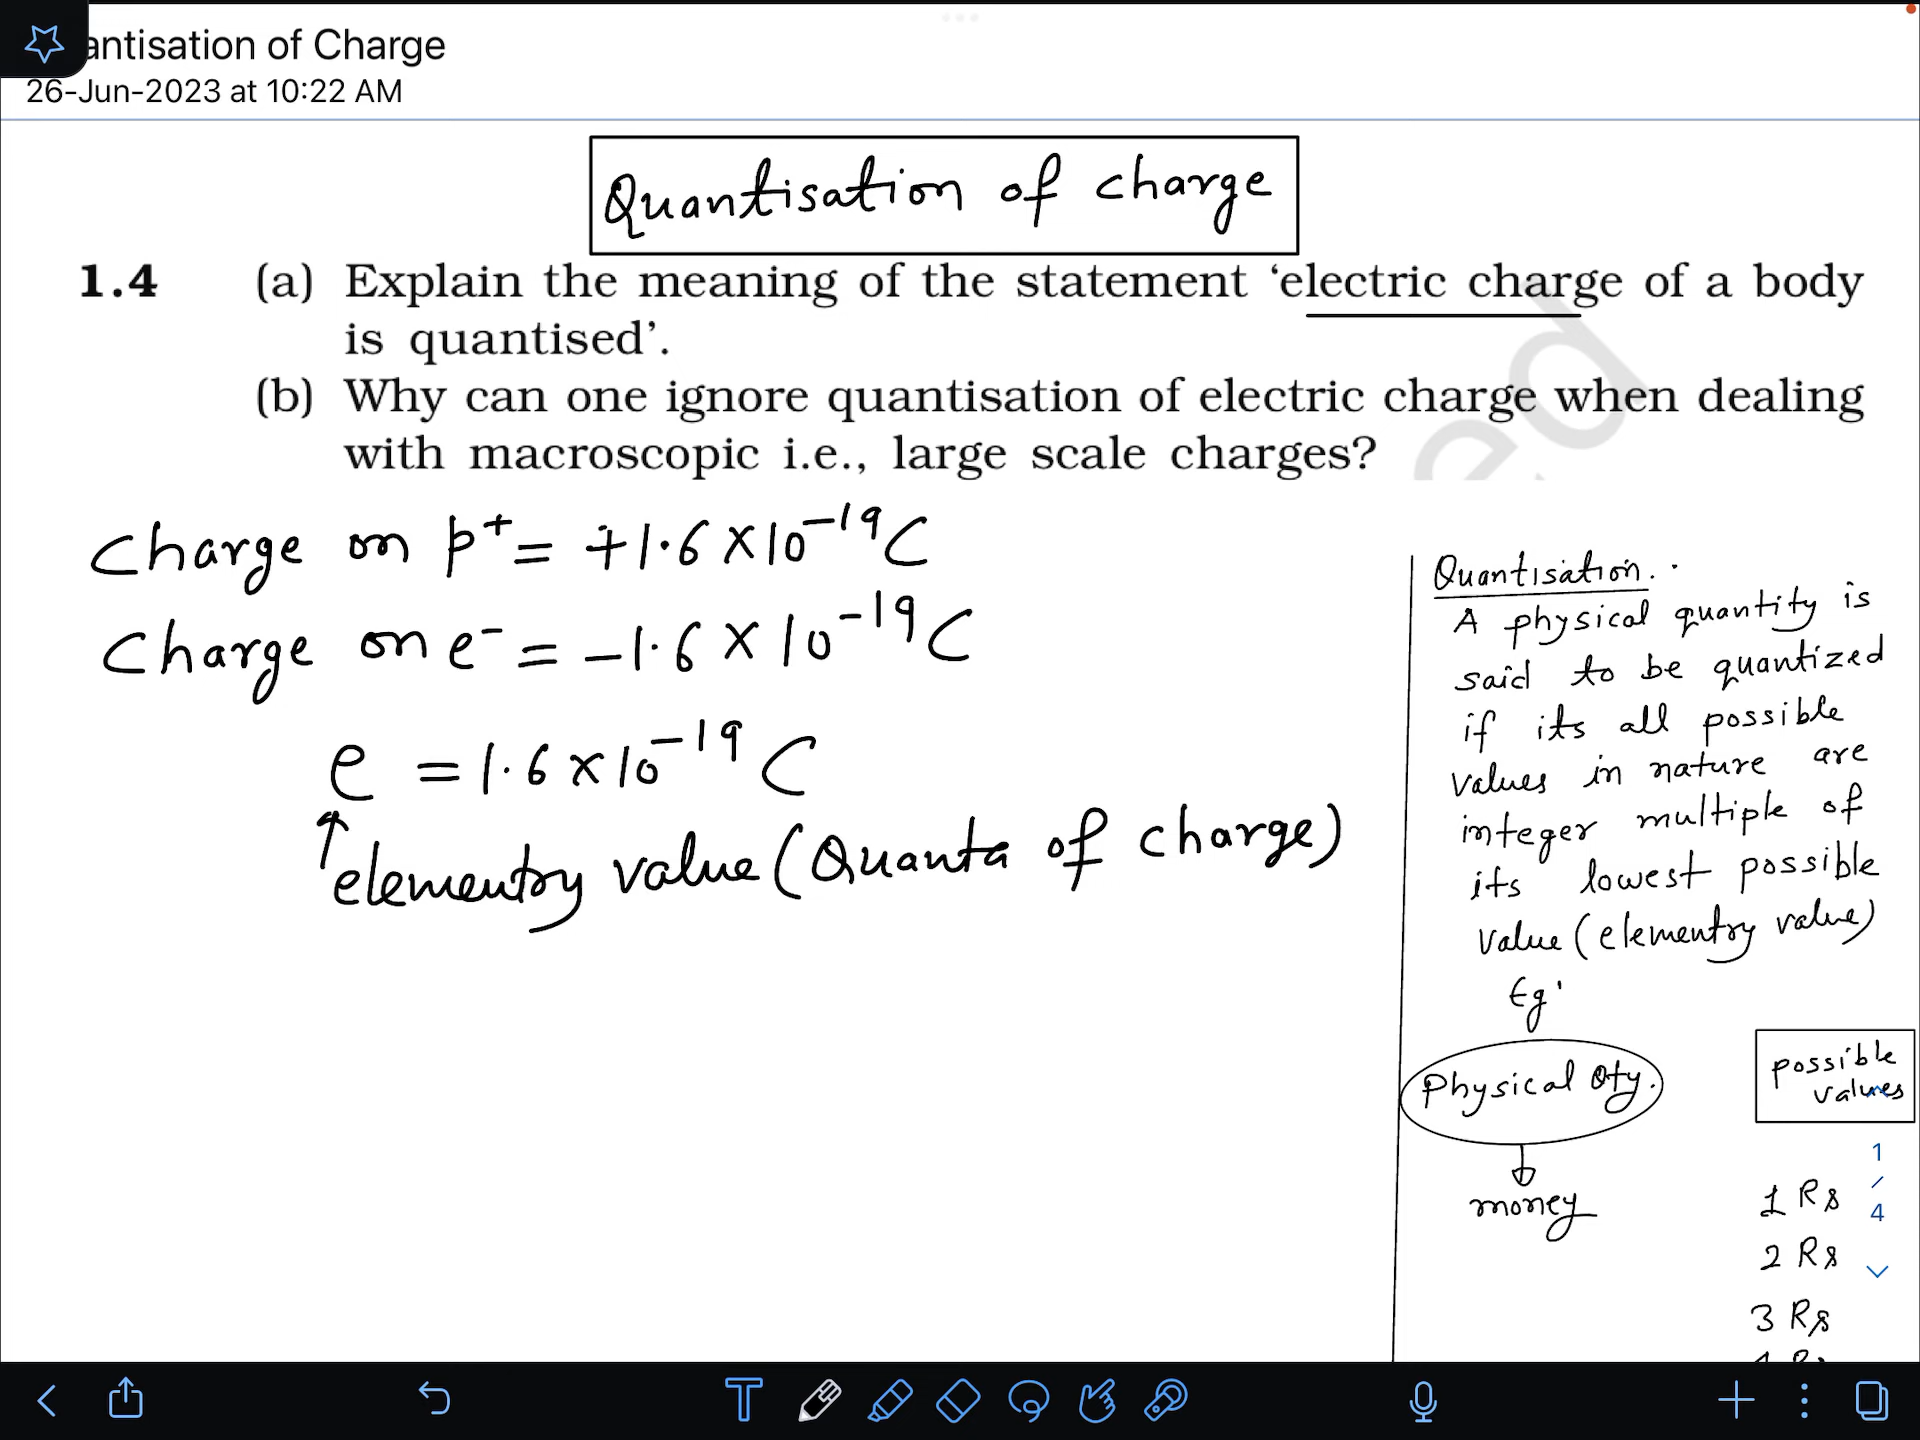 antisation of Charge
26-Jun-2023 at 10:22 AM
Quantisation of charge
1.4 (a) Explain the meaning of the statement ‘electric charge of a body
is quantised’.
(b) Why can one ignore quantisation of electric charge when dealing
with macroscopic i.e., large scale charges?
ed
Charge on p⁺ = +1.6 × 10⁻¹⁹ C
Charge on e⁻ = -1.6 × 10⁻¹⁹ C
e = 1.6 × 10⁻¹⁹ C
↑
elementry value (Quanta of charge)
Quantisation..
A physical quantity is
said to be quantized
if its all possible
values in nature are
integer multiple of
its lowest possible
value (elementry value)
Eg'
Physical Qty.
possible
values
money
1 Rs
2 Rs
3 Rs
1
/
4
T